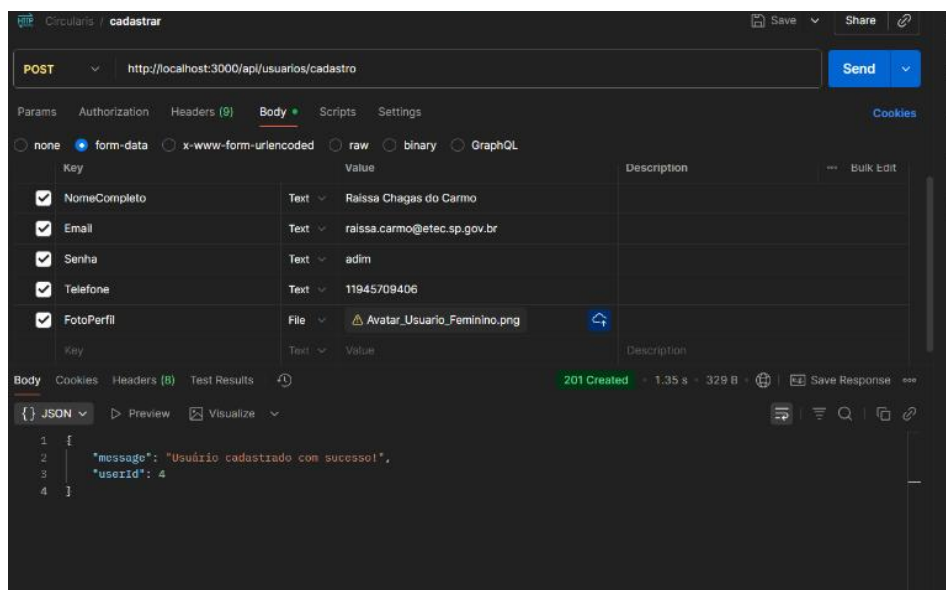 HTTP Circularis / cadastrar Save Share
POST http://localhost:3000/api/usuarios/cadastro Send
Params Authorization Headers (9) Body Scripts Settings Cookies
none form-data x-www-form-urlencoded raw binary GraphQL
Key Value Description Bulk Edit
NomeCompleto Text Raissa Chagas do Carmo
Email Text raissa.carmo@etec.sp.gov.br
Senha Text adim
Telefone Text 11945709406
FotoPerfil File Avatar_Usuario_Feminino.png
Key Text Value Description
Body Cookies Headers (8) Test Results 201 Created 1.35 s 329 B e.g. Save Response
{} JSON Preview Visualize
1 {
2 "message": "Usuário cadastrado com sucesso!",
3 "userId": 4
4 }